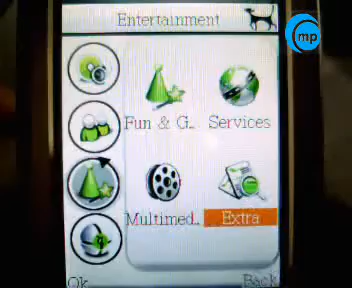 Entertainment
mp
Fun & G..
Services
Multimed..
Extra
Ok
Back